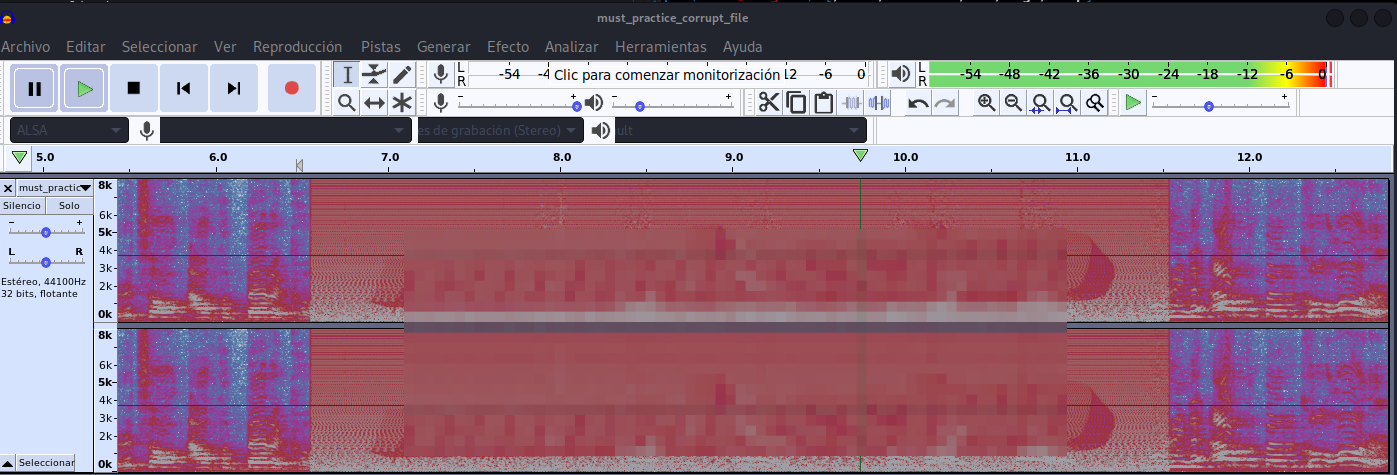 must_practice_corrupt_file
Archivo Editar Seleccionar Ver Reproducción Pistas Generar Efecto Analizar Herramientas Ayuda
L
R
-54 -4 Clic para comenzar monitorización 12 -6 0
L
R
-54 -48 -42 -36 -30 -24 -18 -12 -6 0
- +
- +
- +
ALSA
es de grabación (Stereo)
ult
5.0 6.0 7.0 8.0 9.0 10.0 11.0 12.0
must_practic
Silencio Solo
- +
L R
Estéreo, 44100Hz
32 bits, flotante
Seleccionar
8k
6k
5k
4k
3k
2k
0k
8k
6k
5k
4k
3k
2k
0k